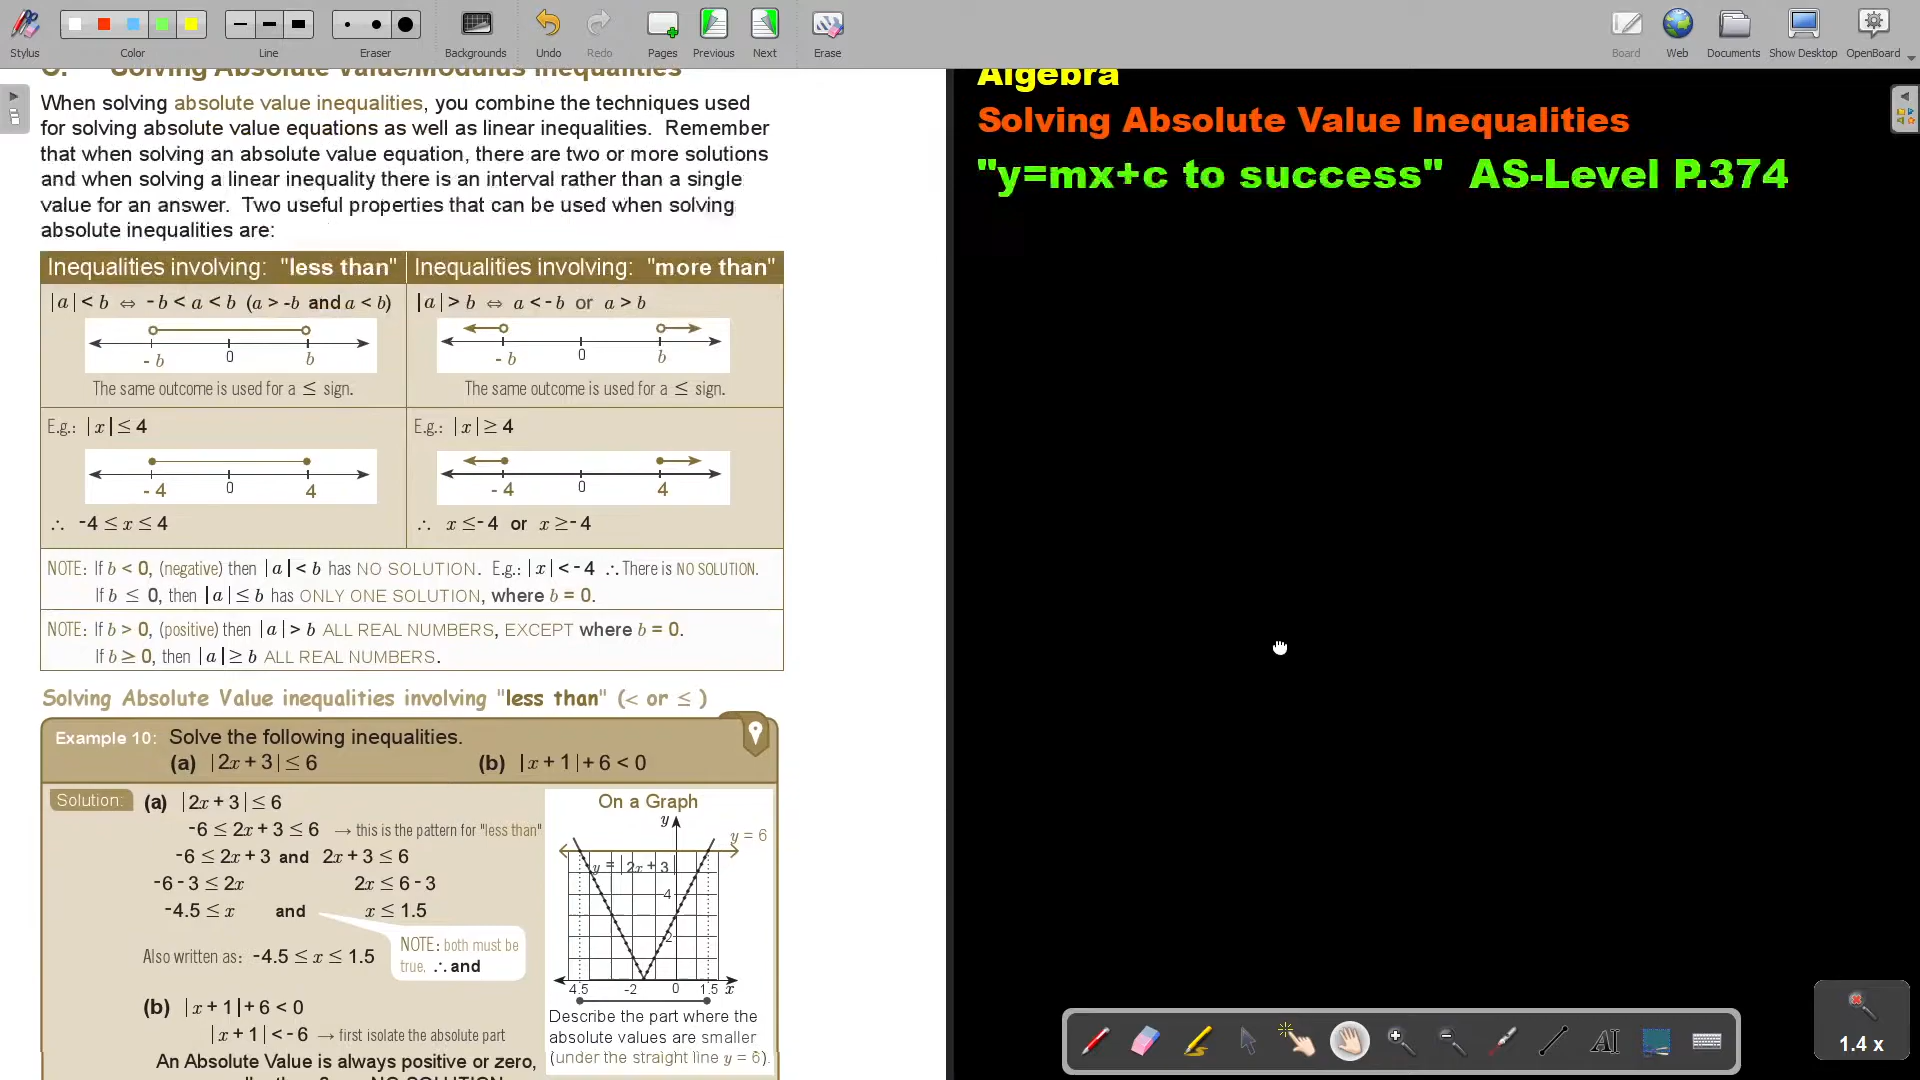 Stylus
Color
Line
Eraser
Backgrounds
Undo
Redo
Pages
Previous
Next
Erase
Board
Web
Documents
Show Desktop
OpenBoard
C. Solving Absolute Value/Modulus Inequalities
When solving absolute value inequalities, you combine the techniques used
for solving absolute value equations as well as linear inequalities. Remember
that when solving an absolute value equation, there are two or more solutions
and when solving a linear inequality there is an interval rather than a single
value for an answer. Two useful properties that can be used when solving
absolute inequalities are:
Inequalities involving: "less than"
|a| < b ⇔ -b < a < b (a > -b and a < b)
- b 0 b
The same outcome is used for a ≤ sign.
E.g.: |x| ≤ 4
- 4 0 4
∴ -4 ≤ x ≤ 4
Inequalities involving: "more than"
|a| > b ⇔ a < - b or a > b
- b 0 b
The same outcome is used for a ≤ sign.
E.g.: |x| ≥ 4
- 4 0 4
∴ x ≤ - 4 or x ≥ - 4
NOTE: If b < 0, (negative) then |a| < b has NO SOLUTION. E.g.: |x| < - 4 ∴ There is NO SOLUTION.
If b ≤ 0, then |a| ≤ b has ONLY ONE SOLUTION, where b = 0.
NOTE: If b > 0, (positive) then |a| > b ALL REAL NUMBERS, EXCEPT where b = 0.
If b ≥ 0, then |a| ≥ b ALL REAL NUMBERS.
Solving Absolute Value inequalities involving "less than" (< or ≤ )
Example 10: Solve the following inequalities.
(a) |2x + 3| ≤ 6 (b) |x + 1| + 6 < 0
Solution: (a) |2x + 3| ≤ 6
-6 ≤ 2x + 3 ≤ 6 → this is the pattern for "less than"
-6 ≤ 2x + 3 and 2x + 3 ≤ 6
-6 - 3 ≤ 2x 2x ≤ 6 - 3
-4.5 ≤ x and x ≤ 1.5
NOTE: both must be
true. ∴ and
Also written as: -4.5 ≤ x ≤ 1.5
(b) |x + 1| + 6 < 0
|x + 1| < - 6 → first isolate the absolute part
An Absolute Value is always positive or zero,
On a Graph
y
y = 6
y = |2x + 3|
4
2
4.5 -2 0 1.5 x
Describe the part where the
absolute values are smaller
(under the straight line y = 6).
Algebra
Solving Absolute Value Inequalities
"y=mx+c to success" AS-Level P.374
1.4 x